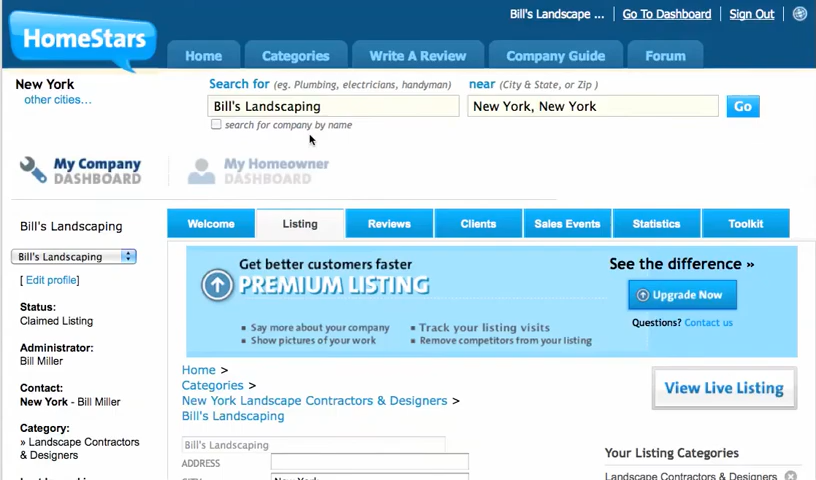 HomeStars
Bill's Landscape ... Go To Dashboard Sign Out
Home Categories Write A Review Company Guide Forum
New York
other cities...
Search for (eg. Plumbing, electricians, handyman) near (City & State, or Zip )
Bill's Landscaping New York, New York Go
search for company by name
My Company
DASHBOARD
My Homeowner
DASHBOARD
Bill's Landscaping
Welcome Listing Reviews Clients Sales Events Statistics Toolkit
Bill's Landscaping
[ Edit profile]
Status:
Claimed Listing
Administrator:
Bill Miller
Contact:
New York - Bill Miller
Category:
» Landscape Contractors
& Designers
Get better customers faster
PREMIUM LISTING
▪ Say more about your company ▪ Track your listing visits
▪ Show pictures of your work ▪ Remove competitors from your listing
See the difference »
Upgrade Now
Questions? Contact us
Home >
Categories >
New York Landscape Contractors & Designers >
Bill's Landscaping
View Live Listing
Bill's Landscaping
ADDRESS
Your Listing Categories
Landscape Contractors & Designers